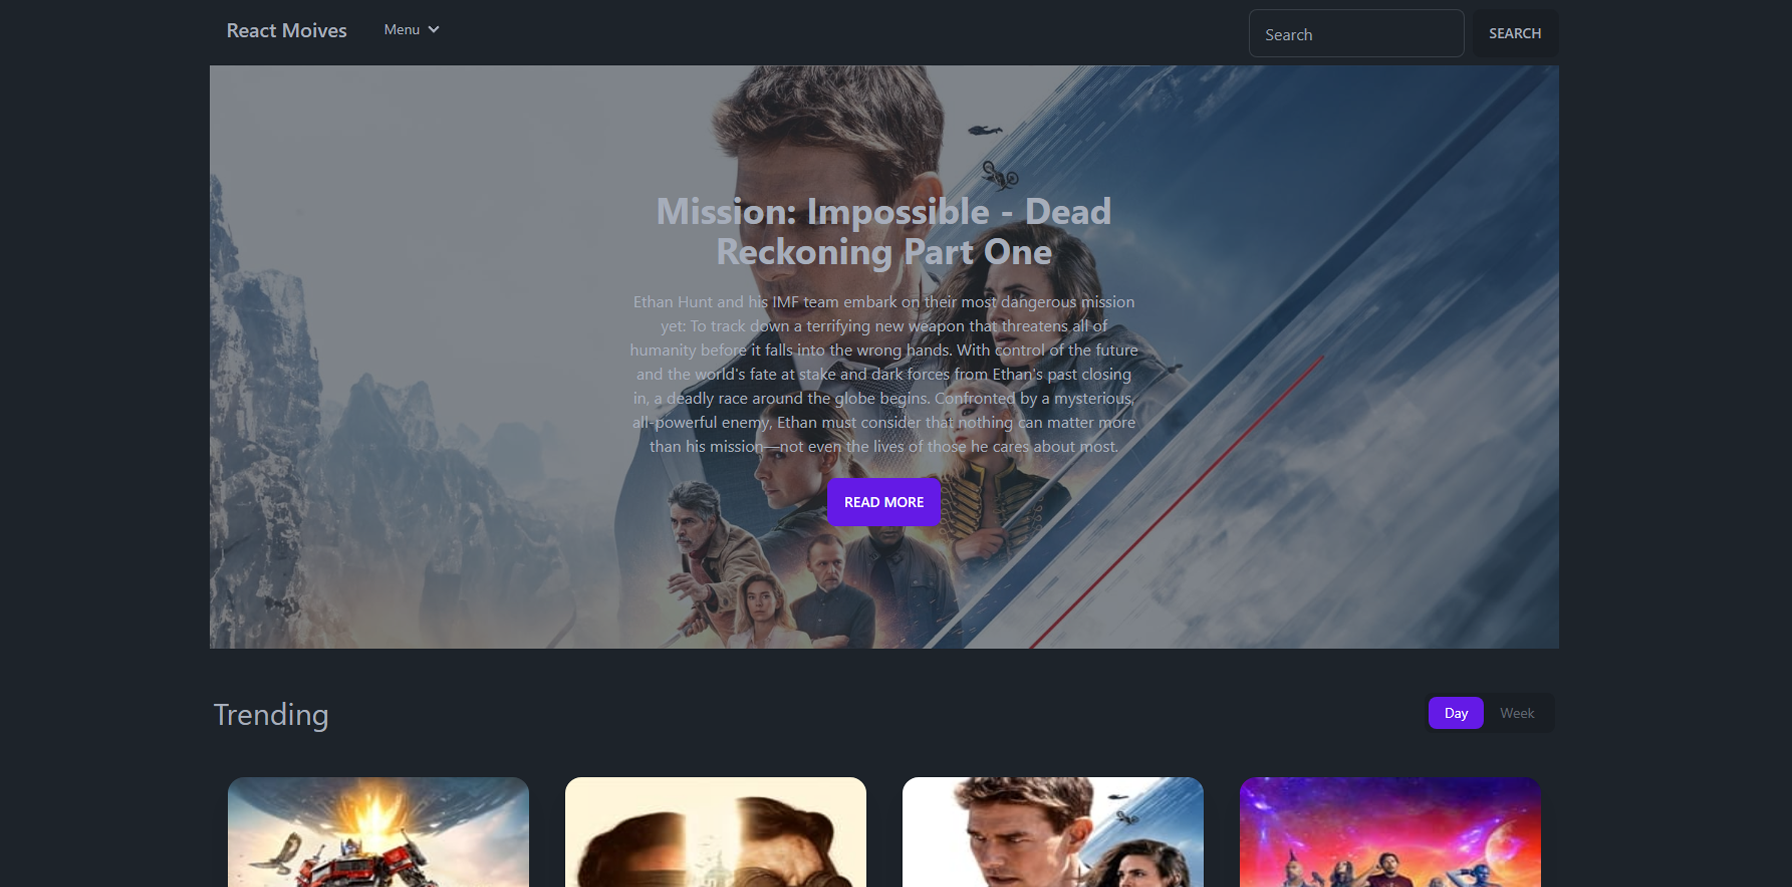 React Moives
Menu
Search
SEARCH
Mission: Impossible - Dead
Reckoning Part One
Ethan Hunt and his IMF team embark on their most dangerous mission
yet: To track down a terrifying new weapon that threatens all of
humanity before it falls into the wrong hands. With control of the future
and the world's fate at stake and dark forces from Ethan's past closing
in, a deadly race around the globe begins. Confronted by a mysterious,
all-powerful enemy, Ethan must consider that nothing can matter more
than his mission—not even the lives of those he cares about most.
READ MORE
Trending
Day
Week